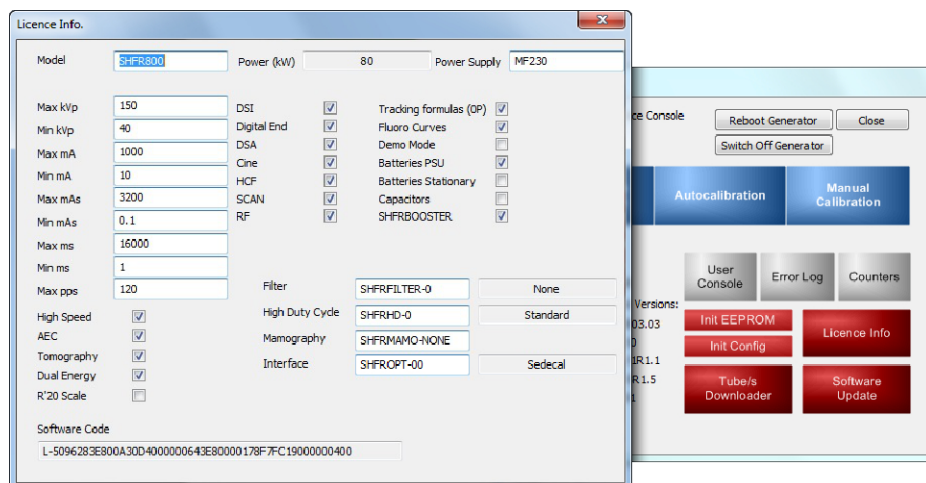 Licence Info.
Model SHFR800 Power (kW) 80 Power Supply MF230
Max kVp 150
Min kVp 40
Max mA 1000
Min mA 10
Max mAs 3200
Min mAs 0.1
Max ms 16000
Min ms 1
Max pps 120
High Speed
AEC
Tomography
Dual Energy
R'20 Scale
DSI
Digital End
DSA
Cine
HCF
SCAN
RF
Tracking formulas (0P)
Fluoro Curves
Demo Mode
Batteries PSU
Batteries Stationary
Capacitors
SHFRBOOSTER
Filter SHFRFILTER-0 None
High Duty Cycle SHFRHD-0 Standard
Mamography SHFRMAMO-NONE
Interface SHFROPT-00 Sedecal
Software Code
L-5096283E800A30D4000000643E80000178F7FC19000000400
ce Console
Reboot Generator
Close
Switch Off Generator
Autocalibration
Manual
Calibration
User
Console
Error Log
Counters
Versions:
03.03
0
1R1.1
R1.5
1
Init EEPROM
Init Config
Licence Info
Tube/s
Downloader
Software
Update